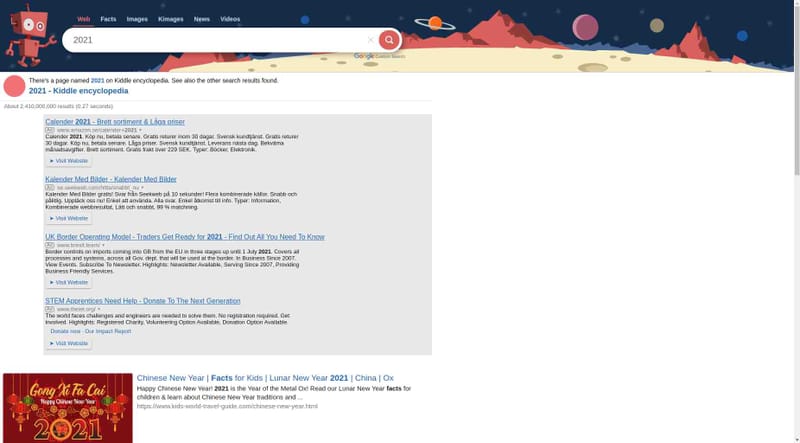 Web Facts Images Kimages News Videos
2021
Google Custom Search
There's a page named 2021 on Kiddle encyclopedia. See also the other search results found.
2021 - Kiddle encyclopedia
About 2,410,000,000 results (0.27 seconds)
Calender 2021 - Brett sortiment & Låga priser
Ad www.amazon.se/calender+2021
Calender 2021. Köp nu, betala senare. Gratis returer inom 30 dagar. Svensk kundtjänst. Gratis returer
30 dagar. Köp nu, betala senare. Låga priser. Svensk kundtjänst. Leverans nästa dag. Bekväma
månadsavgifter. Brett sortiment. Gratis frakt över 229 SEK. Typer: Böcker, Elektronik.
Visit Website
Kalender Med Bilder - Kalender Med Bilder
Ad se.seekweb.com/hitta/snabbt_nu
Kalender Med Bilder gratis! Svar från Seekweb på 10 sekunder! Flera kombinerade källor. Snabb och
pålitlig. Upptäck oss nu! Enkel att använda. Alla svar. Enkel åtkomst till info. Typer: Information,
Kombinerade webbresultat, Lätt och snabbt, 99 % matchning.
Visit Website
UK Border Operating Model - Traders Get Ready for 2021 - Find Out All You Need To Know
Ad www.brexit.team/
Border controls on imports coming into GB from the EU in three stages up until 1 July 2021. Covers all
processes and systems, across all Gov. dept. that will be used at the border. In Business Since 2007,
View Events. Subscribe To Newsletter. Highlights: Newsletter Available, Serving Since 2007, Providing
Business Friendly Services.
Visit Website
STEM Apprentices Need Help - Donate To The Next Generation
Ad www.theiet.org/
The world faces challenges and engineers are needed to solve them. No registration required. Get
Involved. Highlights: Registered Charity, Volunteering Option Available, Donation Option Available.
Donate now · Our Impact Report
Visit Website
Chinese New Year | Facts for Kids | Lunar New Year 2021 | China | Ox
Happy Chinese New Year! 2021 is the Year of the Metal Ox! Read our Lunar New Year facts for
children & learn about Chinese New Year traditions and ...
https://www.kids-world-travel-guide.com/chinese-new-year.html
Gong Xi Fa Cai
Happy Chinese New Year
2021